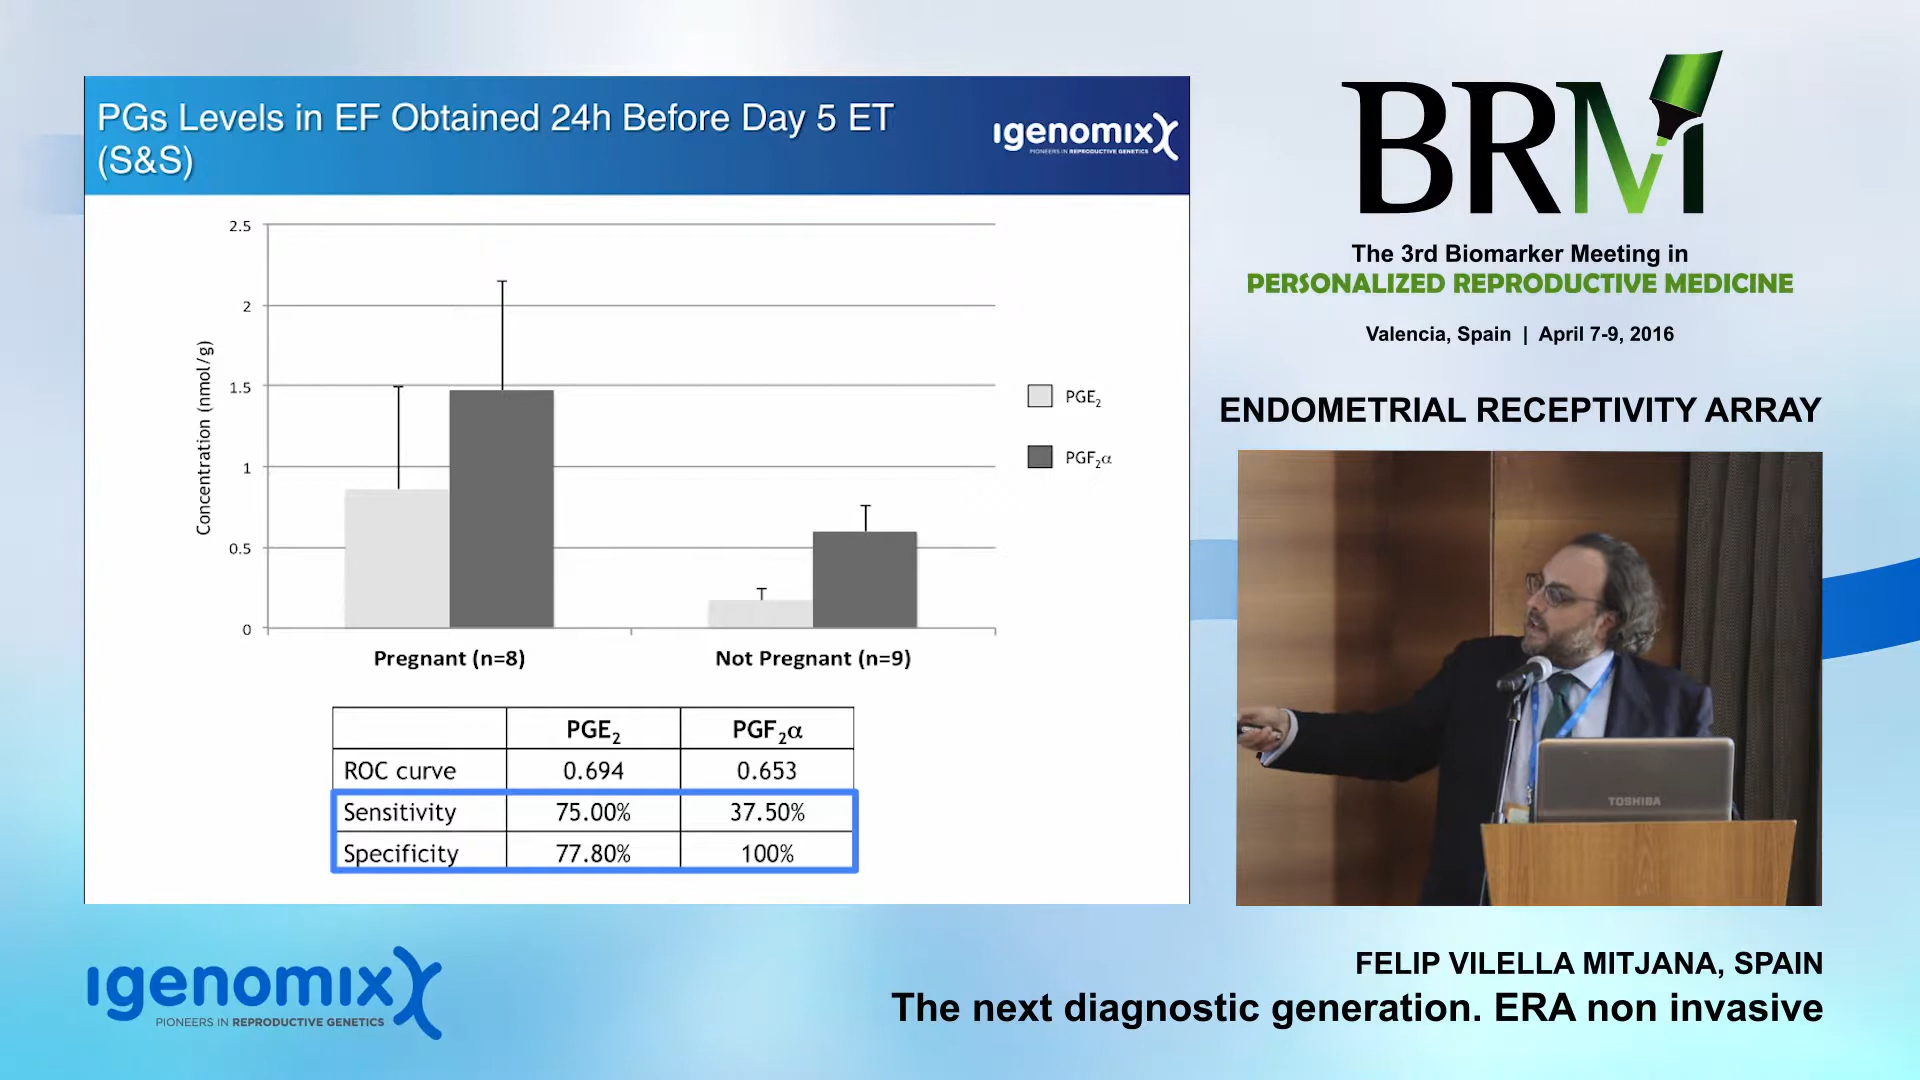 PGs Levels in EF Obtained 24h Before Day 5 ET
(S&S)
ıgenomix
PIONEERS IN REPRODUCTIVE GENETICS
2.5
2
1.5
1
0.5
0
Concentration (nmol/g)
PGE₂
PGF₂α
Pregnant (n=8)
Not Pregnant (n=9)
PGE₂ PGF₂α
ROC curve 0.694 0.653
Sensitivity 75.00% 37.50%
Specificity 77.80% 100%
BRM
The 3rd Biomarker Meeting in
PERSONALIZED REPRODUCTIVE MEDICINE
Valencia, Spain | April 7-9, 2016
ENDOMETRIAL RECEPTIVITY ARRAY
TOSHIBA
ıgenomix
PIONEERS IN REPRODUCTIVE GENETICS
FELIP VILELLA MITJANA, SPAIN
The next diagnostic generation. ERA non invasive